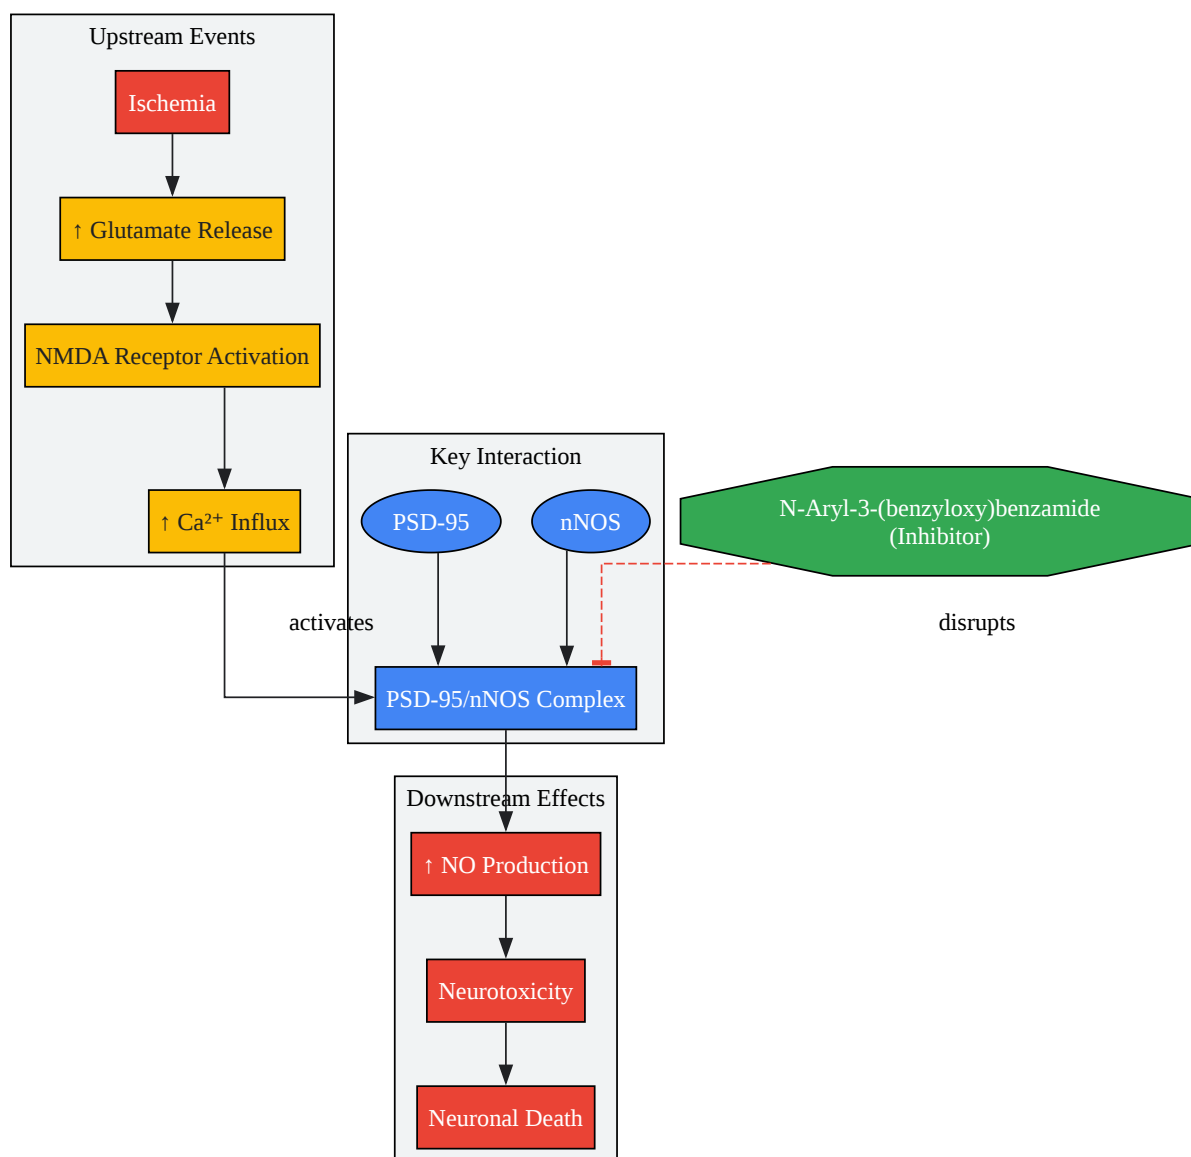 Upstream Events
Ischemia
↑ Glutamate Release
NMDA Receptor Activation
↑ Ca²⁺ Influx
activates
Key Interaction
PSD-95
nNOS
PSD-95/nNOS Complex
N-Aryl-3-(benzyloxy)benzamide
(Inhibitor)
disrupts
Downstream Effects
↑ NO Production
Neurotoxicity
Neuronal Death